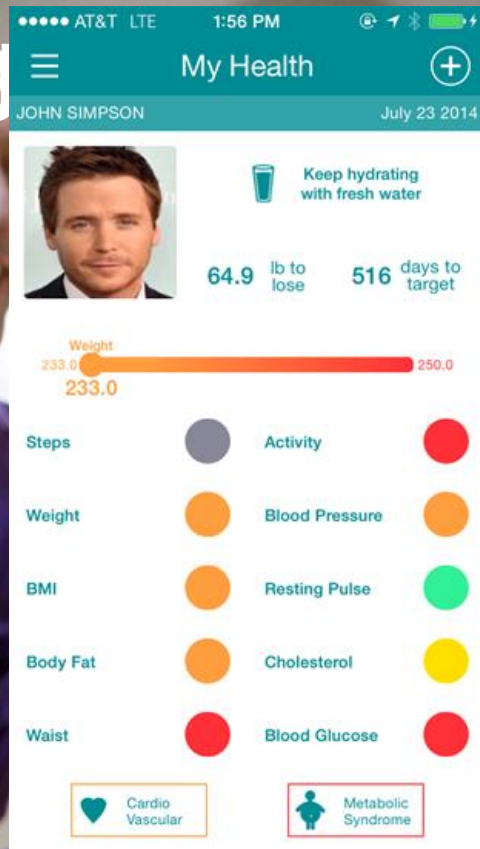 AT&T LTE 1:56 PM
My Health
JOHN SIMPSON July 23 2014
Keep hydrating
with fresh water
64.9 lb to lose 516 days to target
Weight
233.0 250.0
233.0
Steps Activity
Weight Blood Pressure
BMI Resting Pulse
Body Fat Cholesterol
Waist Blood Glucose
Cardio Metabolic
Vascular Syndrome